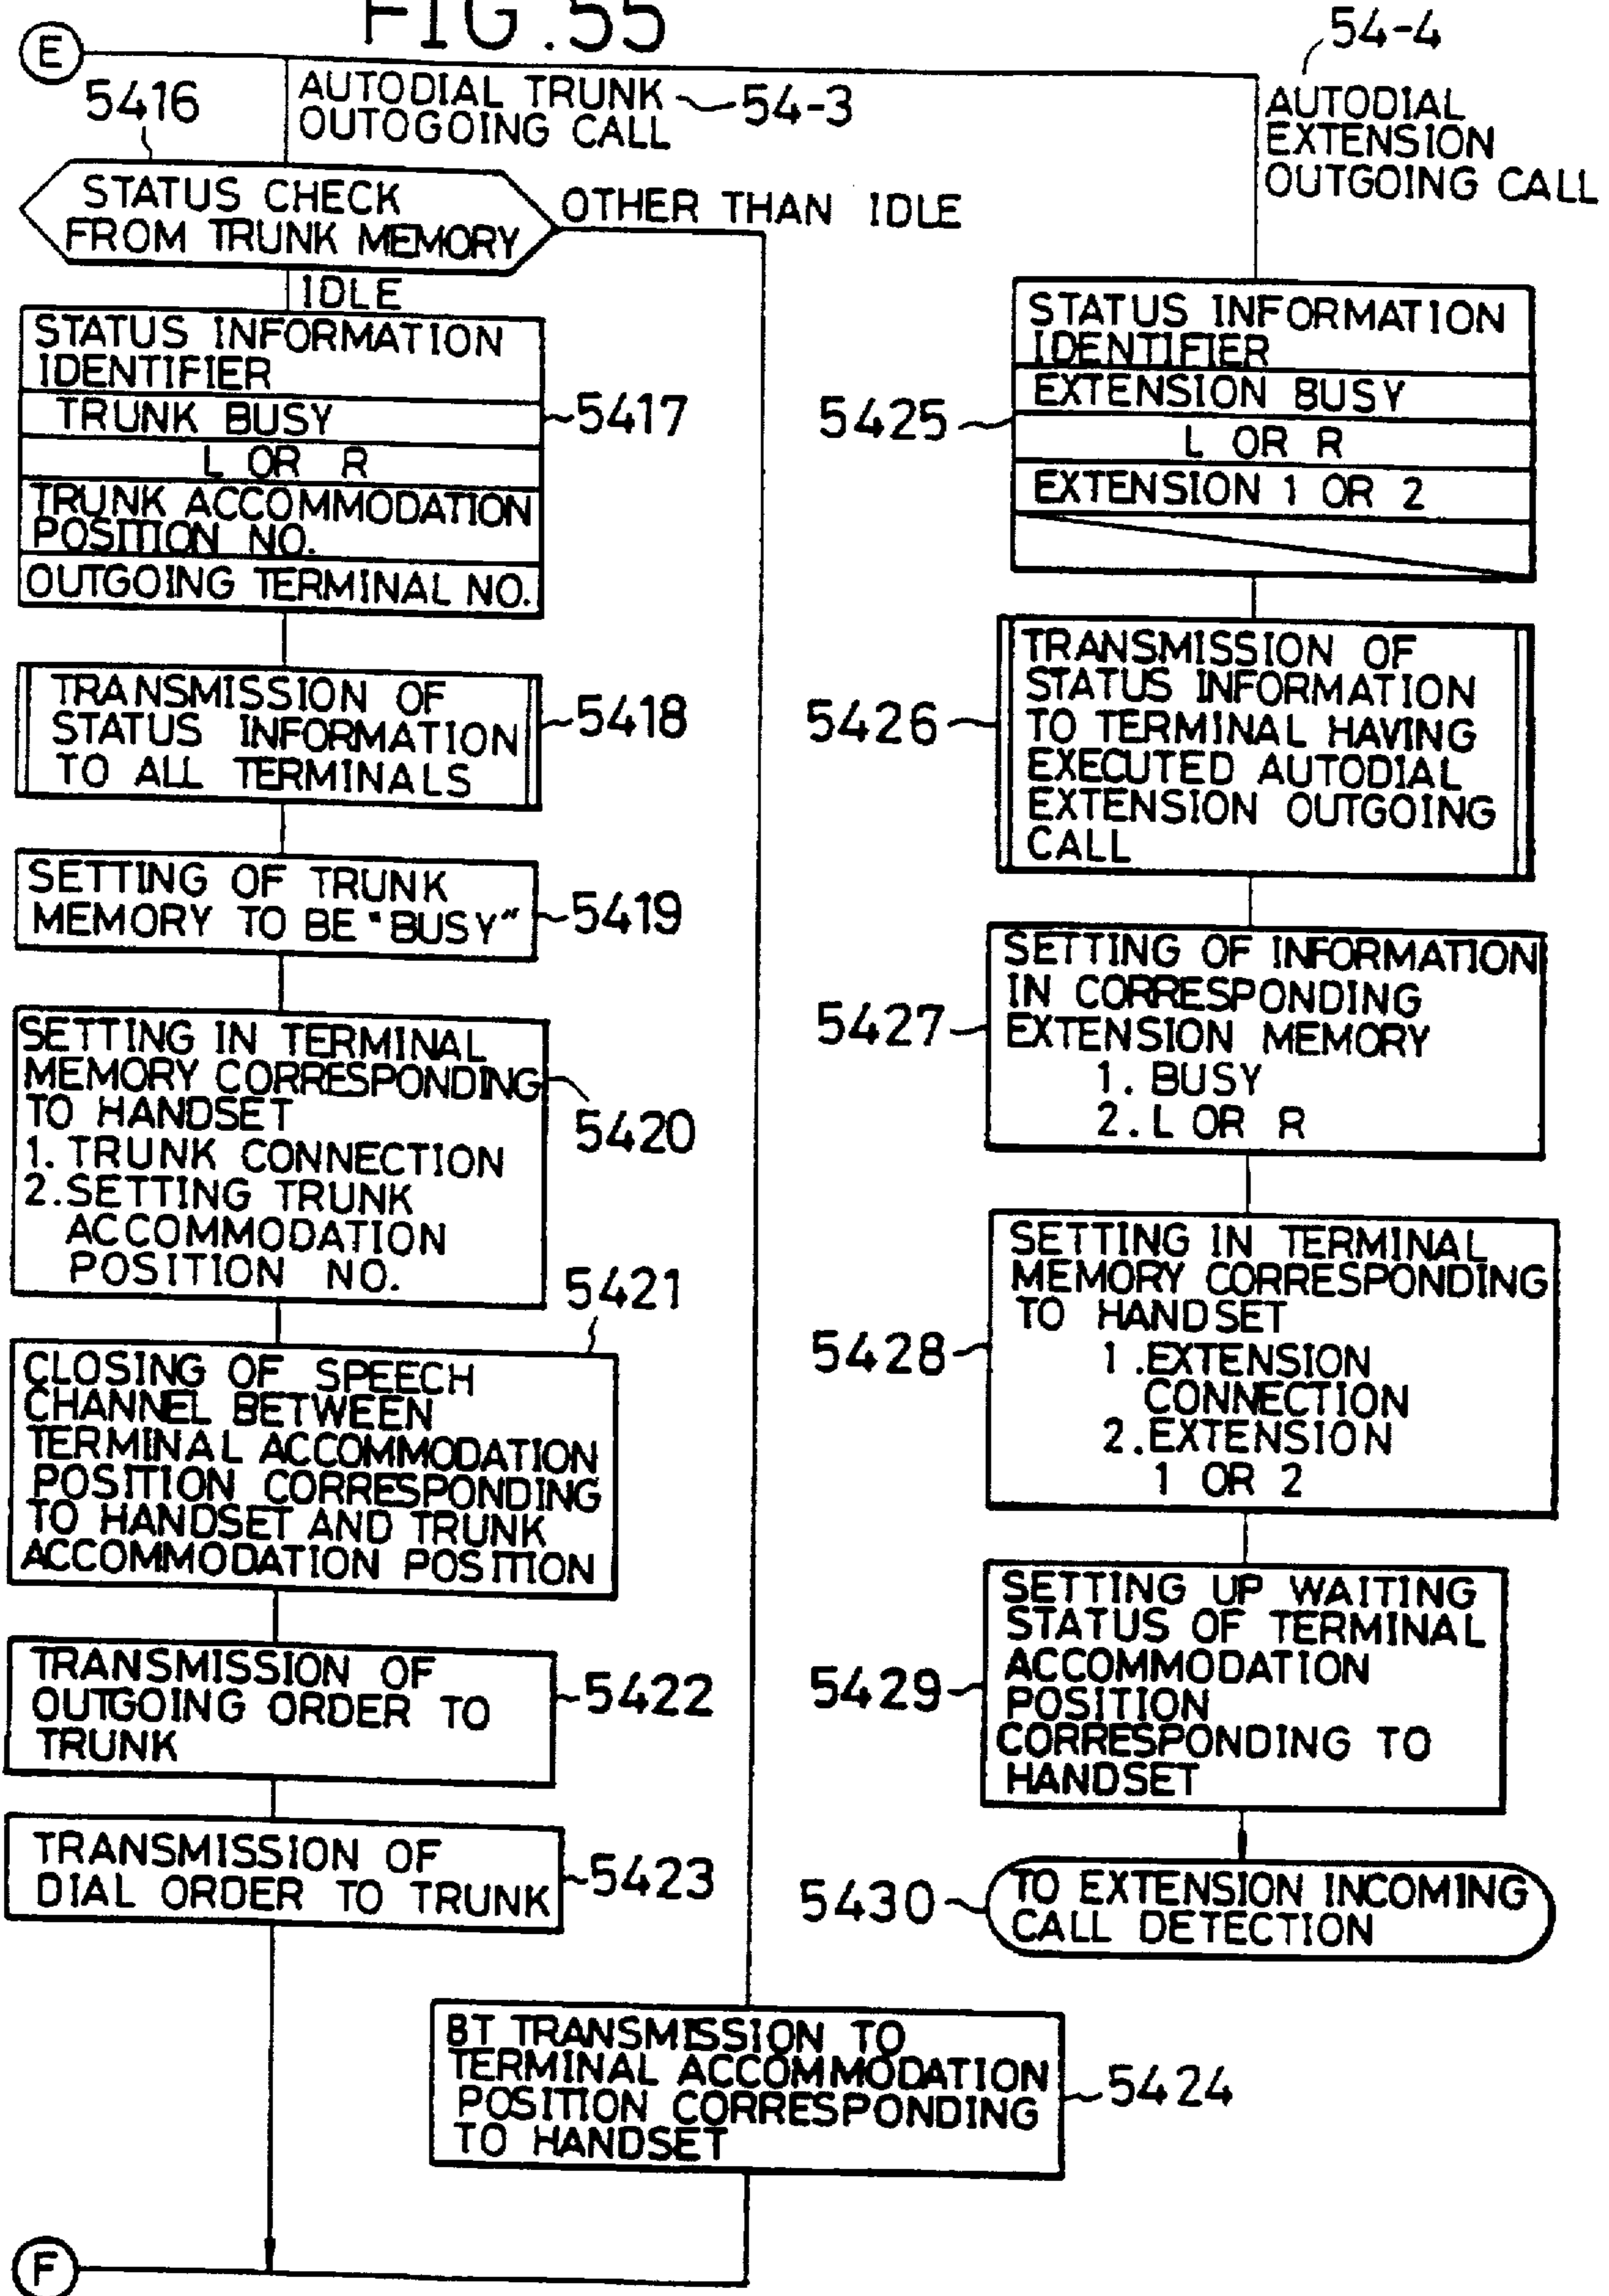 FIG.55
E
54-4
AUTODIAL TRUNK
OUTOGOING CALL
54-3
AUTODIAL
EXTENSION
OUTGOING CALL
5416
STATUS CHECK
FROM TRUNK MEMORY
OTHER THAN IDLE
IDLE
STATUS INFORMATION
IDENTIFIER
TRUNK BUSY
L OR R
TRUNK ACCOMMODATION
POSITION NO.
OUTGOING TERMINAL NO.
5417
TRANSMISSION OF
STATUS INFORMATION
TO ALL TERMINALS
5418
SETTING OF TRUNK
MEMORY TO BE "BUSY"
5419
SETTING IN TERMINAL
MEMORY CORRESPONDING
TO HANDSET
1. TRUNK CONNECTION
2. SETTING TRUNK
ACCOMMODATION
POSITION NO.
5420
5421
CLOSING OF SPEECH
CHANNEL BETWEEN
TERMINAL ACCOMMODATION
POSITION CORRESPONDING
TO HANDSET AND TRUNK
ACCOMMODATION POSITION
TRANSMISSION OF
OUTGOING ORDER TO
TRUNK
5422
TRANSMISSION OF
DIAL ORDER TO TRUNK
5423
STATUS INFORMATION
IDENTIFIER
EXTENSION BUSY
L OR R
EXTENSION 1 OR 2
5425
TRANSMISSION OF
STATUS INFORMATION
TO TERMINAL HAVING
EXECUTED AUTODIAL
EXTENSION OUTGOING
CALL
5426
SETTING OF INFORMATION
IN CORRESPONDING
EXTENSION MEMORY
1. BUSY
2. L OR R
5427
SETTING IN TERMINAL
MEMORY CORRESPONDING
TO HANDSET
1. EXTENSION
CONNECTION
2. EXTENSION
1 OR 2
5428
SETTING UP WAITING
STATUS OF TERMINAL
ACCOMMODATION
POSITION
CORRESPONDING TO
HANDSET
5429
TO EXTENSION INCOMING
CALL DETECTION
5430
BT TRANSMISSION TO
TERMINAL ACCOMMODATION
POSITION CORRESPONDING
TO HANDSET
5424
F